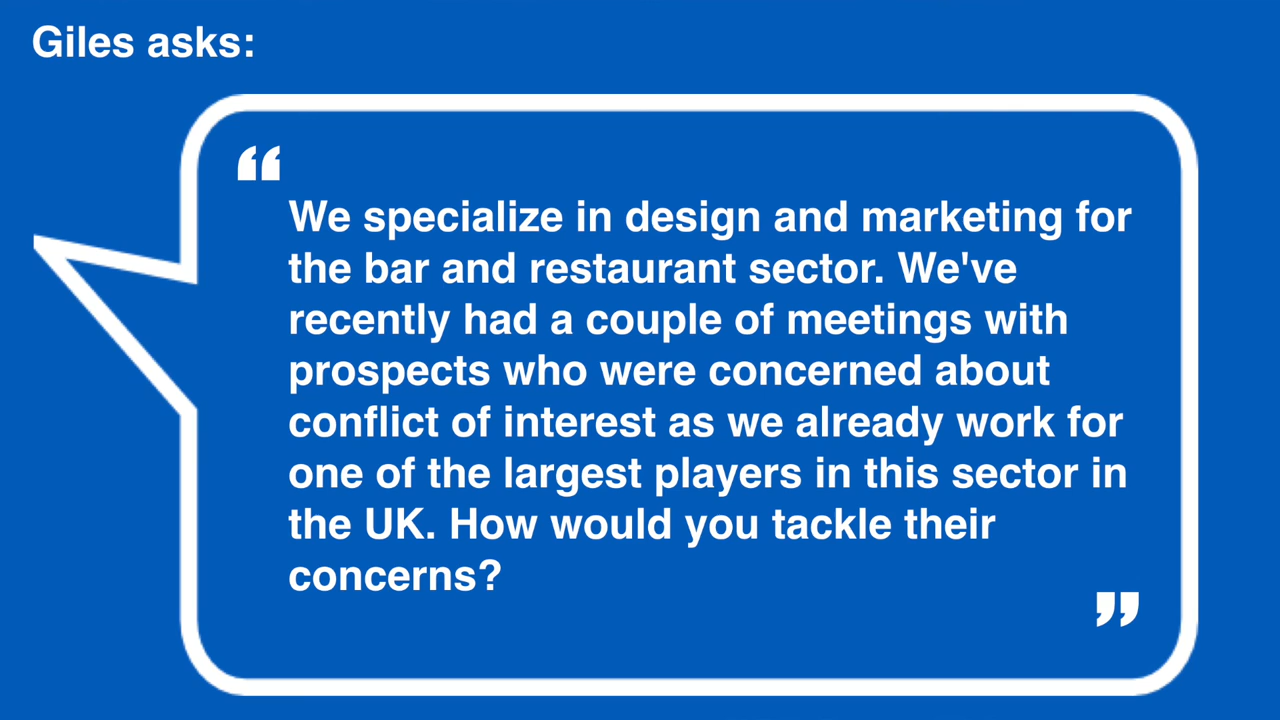 Giles asks:
“
We specialize in design and marketing for
the bar and restaurant sector. We've
recently had a couple of meetings with
prospects who were concerned about
conflict of interest as we already work for
one of the largest players in this sector in
the UK. How would you tackle their
concerns?
”